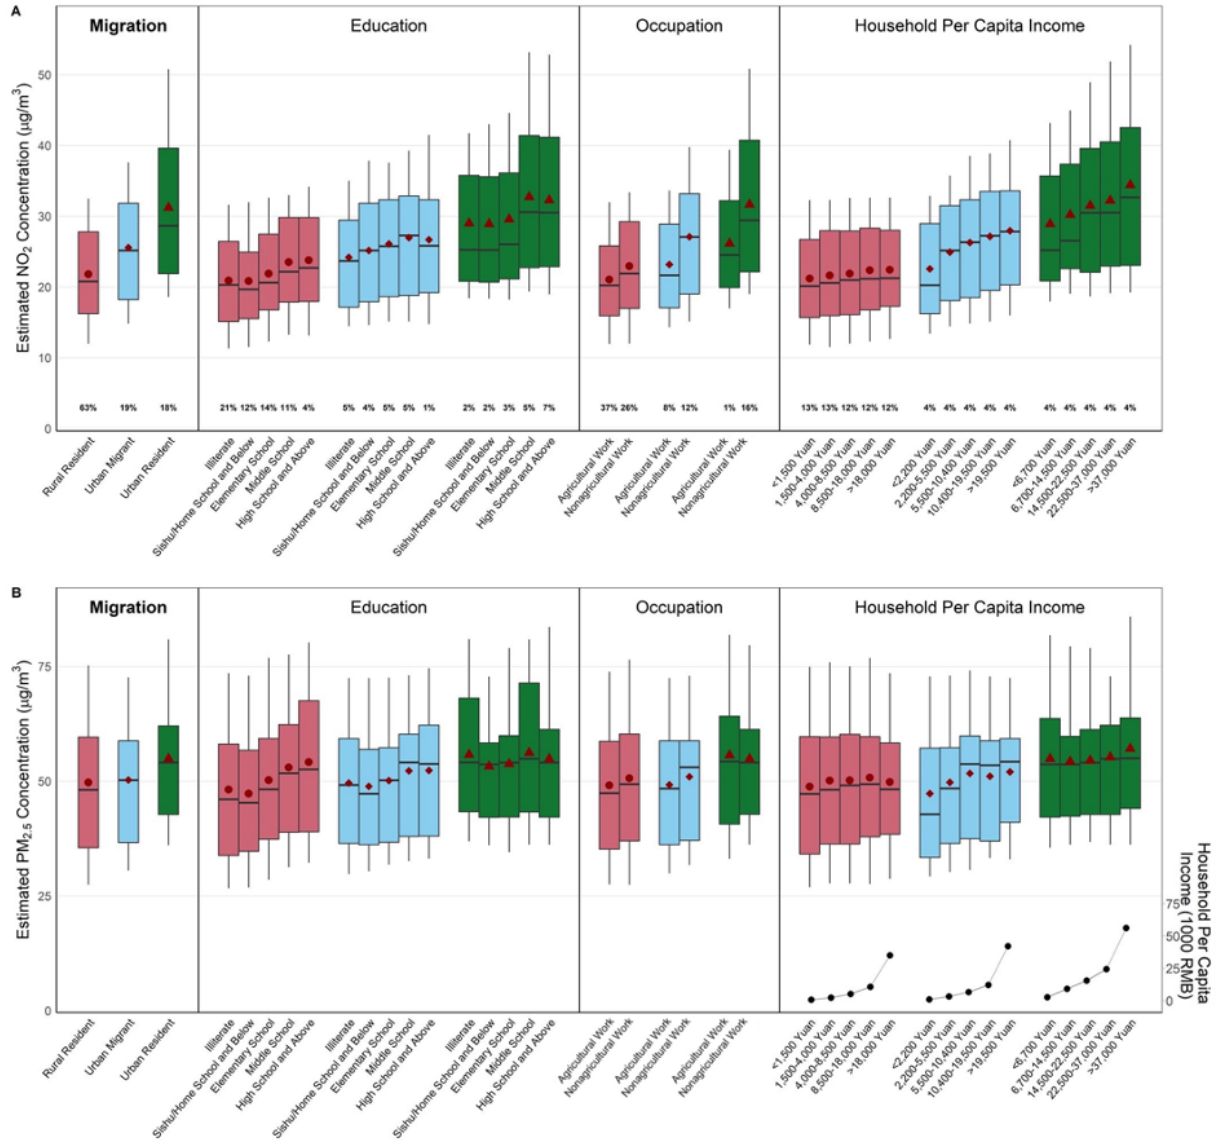 A
Migration
Education
Occupation
Household Per Capita Income
Estimated NO2 Concentration (μg/m3)
50
40
30
20
10
0
63% 19% 18% 21% 12% 14% 11% 4% 5% 4% 5% 5% 1% 2% 2% 3% 5% 7% 37% 26% 8% 12% 1% 16% 13% 13% 12% 12% 12% 4% 4% 4% 4% 4% 4% 4% 4% 4% 4%
Rural Resident
Urban Migrant
Urban Resident
Illiterate
Sishu/Home School and Below
Elementary School
Middle School
High School and Above
Illiterate
Sishu/Home School and Below
Elementary School
Middle School
High School and Above
Illiterate
Sishu/Home School and Below
Elementary School
Middle School
High School and Above
Agricultural Work
Nonagricultural Work
Agricultural Work
Nonagricultural Work
Agricultural Work
Nonagricultural Work
<1,500 Yuan
1,500-4,000 Yuan
4,000-8,500 Yuan
8,500-18,000 Yuan
>18,000 Yuan
<2,200 Yuan
2,200-5,500 Yuan
5,500-10,400 Yuan
10,400-19,500 Yuan
>19,500 Yuan
<6,700 Yuan
6,700-14,500 Yuan
14,500-22,500 Yuan
22,500-37,000 Yuan
>37,000 Yuan
B
Migration
Education
Occupation
Household Per Capita Income
Estimated PM2.5 Concentration (μg/m3)
75
50
25
0
Household Per Capita
Income (1000 RMB)
75
50
25
0
Rural Resident
Urban Migrant
Urban Resident
Illiterate
Sishu/Home School and Below
Elementary School
Middle School
High School and Above
Illiterate
Sishu/Home School and Below
Elementary School
Middle School
High School and Above
Illiterate
Sishu/Home School and Below
Elementary School
Middle School
High School and Above
Agricultural Work
Nonagricultural Work
Agricultural Work
Nonagricultural Work
Agricultural Work
Nonagricultural Work
<1,500 Yuan
1,500-4,000 Yuan
4,000-8,500 Yuan
8,500-18,000 Yuan
>18,000 Yuan
<2,200 Yuan
2,200-5,500 Yuan
5,500-10,400 Yuan
10,400-19,500 Yuan
>19,500 Yuan
<6,700 Yuan
6,700-14,500 Yuan
14,500-22,500 Yuan
22,500-37,000 Yuan
>37,000 Yuan